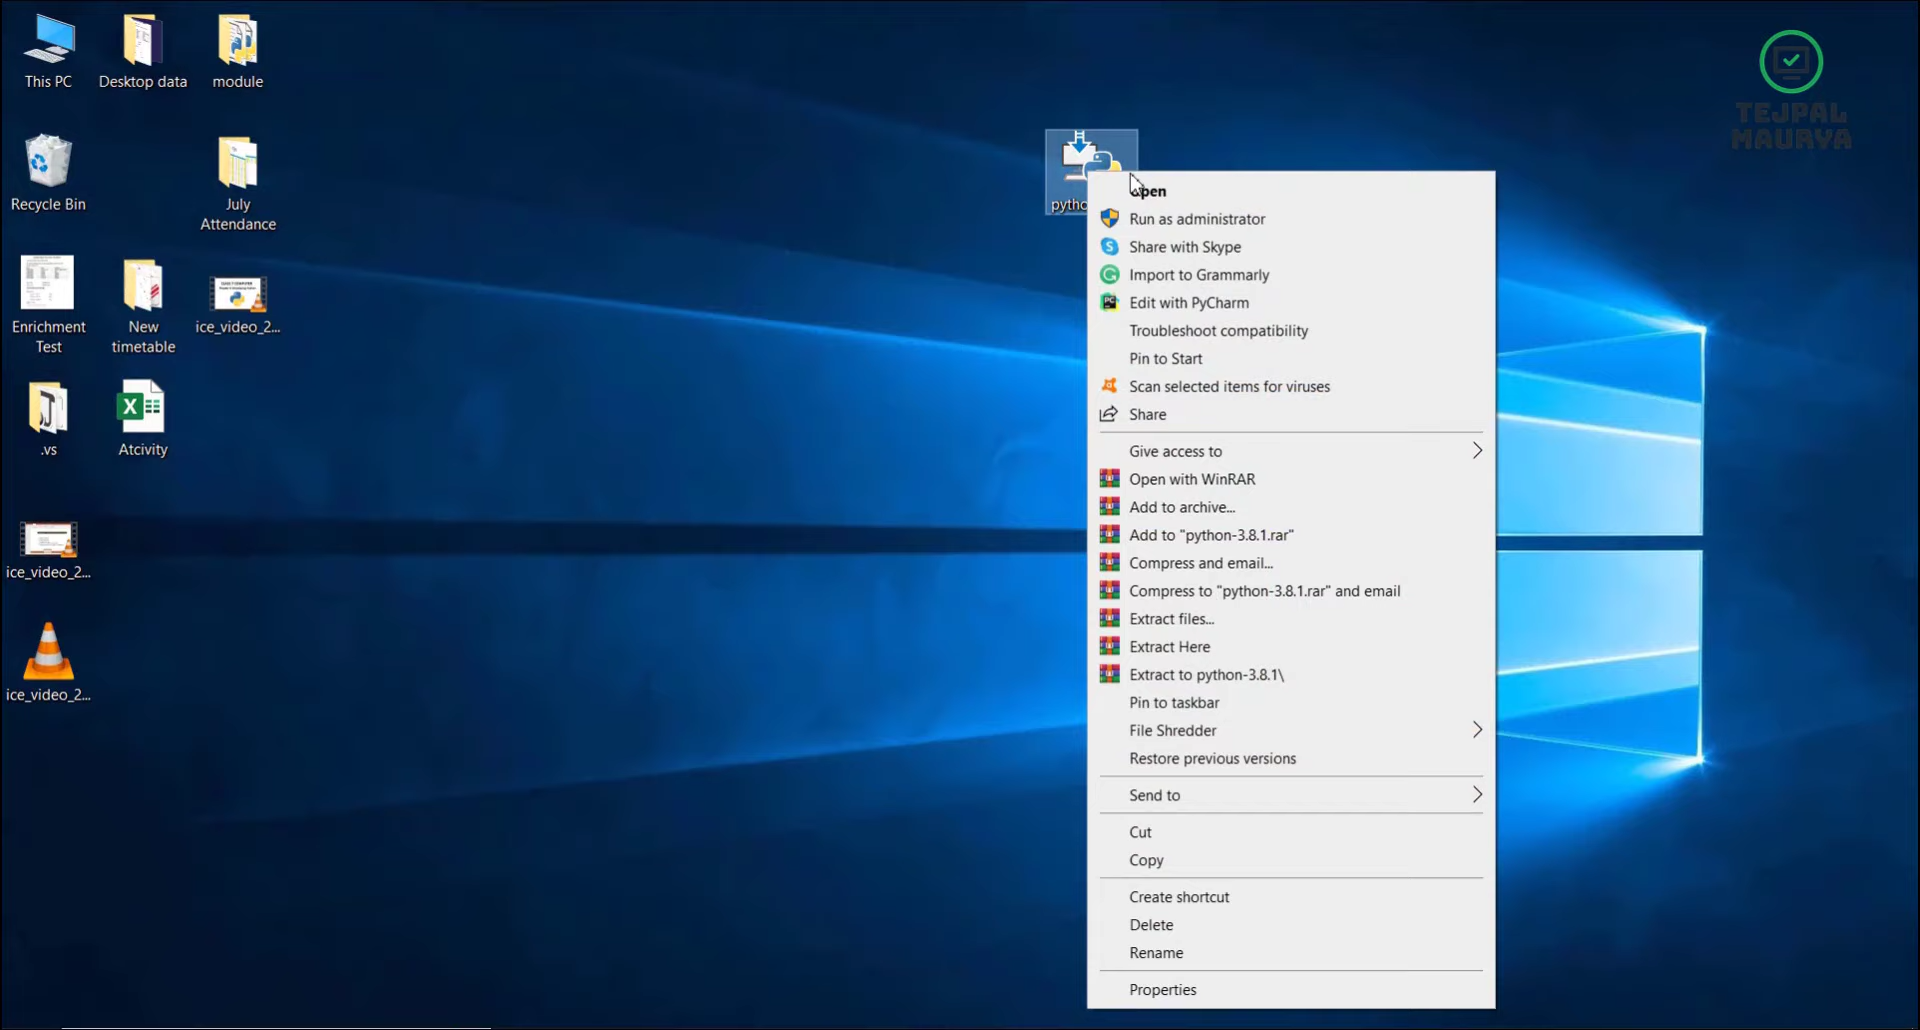 This PC
Desktop data
module
Recycle Bin
July
Attendance
Enrichment
Test
New
timetable
ice_video_2...
.vs
Atcivity
ice_video_2...
ice_video_2...
TEJPAL
MAURYA
Open
Run as administrator
Share with Skype
Import to Grammarly
Edit with PyCharm
Troubleshoot compatibility
Pin to Start
Scan selected items for viruses
Share
Give access to
Open with WinRAR
Add to archive...
Add to "python-3.8.1.rar"
Compress and email...
Compress to "python-3.8.1.rar" and email
Extract files...
Extract Here
Extract to python-3.8.1\
Pin to taskbar
File Shredder
Restore previous versions
Send to
Cut
Copy
Create shortcut
Delete
Rename
Properties